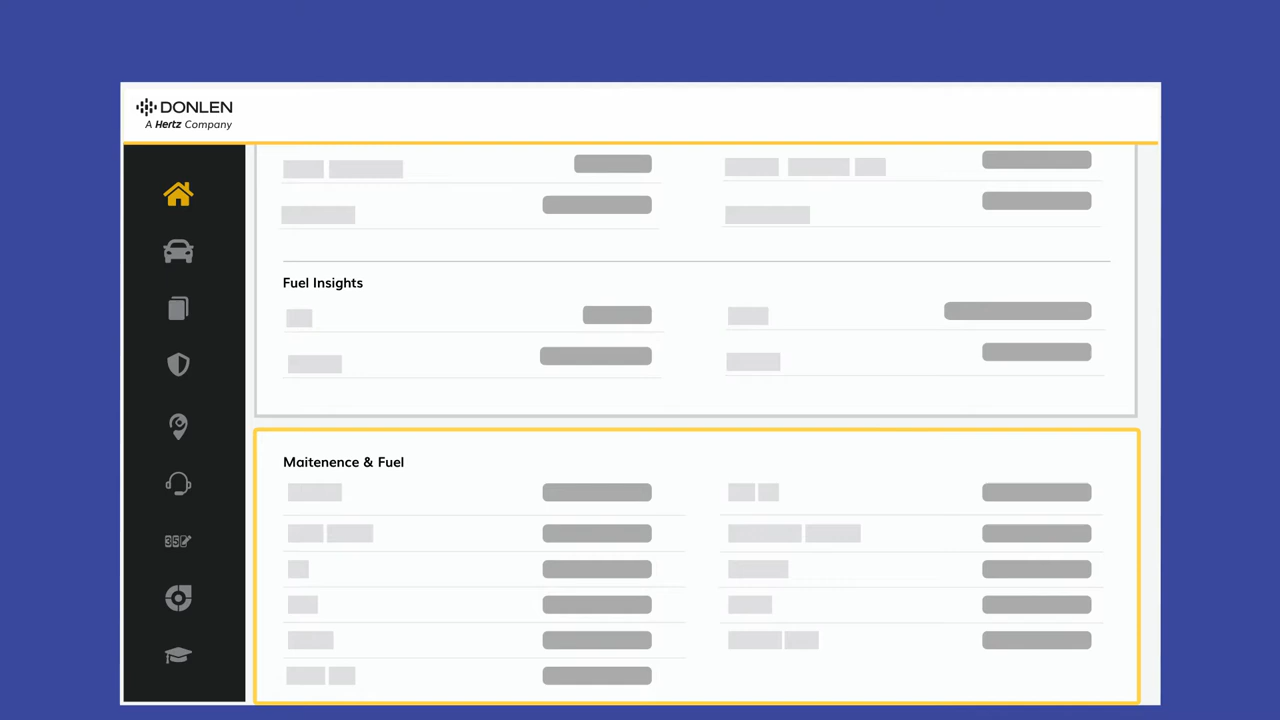 DONLEN
A Hertz Company
Fuel Insights
Maitenence & Fuel
35